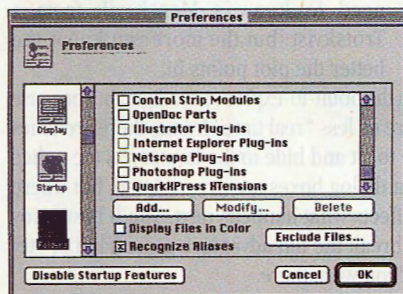 Preferences
Preferences
Display
Startup
Folders
Control Strip Modules
OpenDoc Parts
Illustrator Plug-ins
Internet Explorer Plug-ins
Netscape Plug-ins
Photoshop Plug-ins
QuarkXPress XTensions
Add...
Modify...
Delete
Display Files in Color
Recognize Aliases
Exclude Files...
Disable Startup Features
Cancel
OK